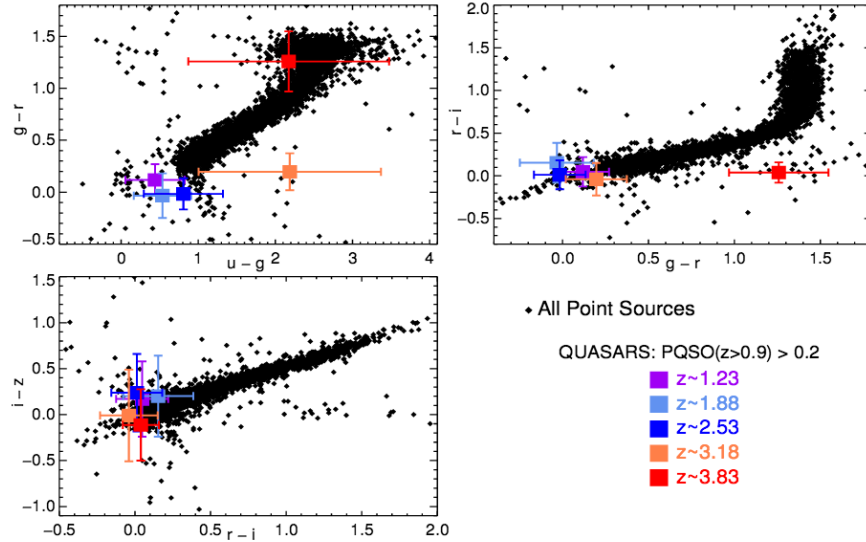 1.5
1.0
0.5
0.0
−0.5
g − r
0
1
2
3
4
u − g
2.0
1.5
1.0
0.5
0.0
−0.5
r − i
0.0
0.5
1.0
1.5
g − r
1.5
1.0
0.5
0.0
−0.5
−1.0
i − z
−0.5
0.0
0.5
1.0
1.5
2.0
r − i
All Point Sources
QUASARS: PQSO(z>0.9) > 0.2
z~1.23
z~1.88
z~2.53
z~3.18
z~3.83